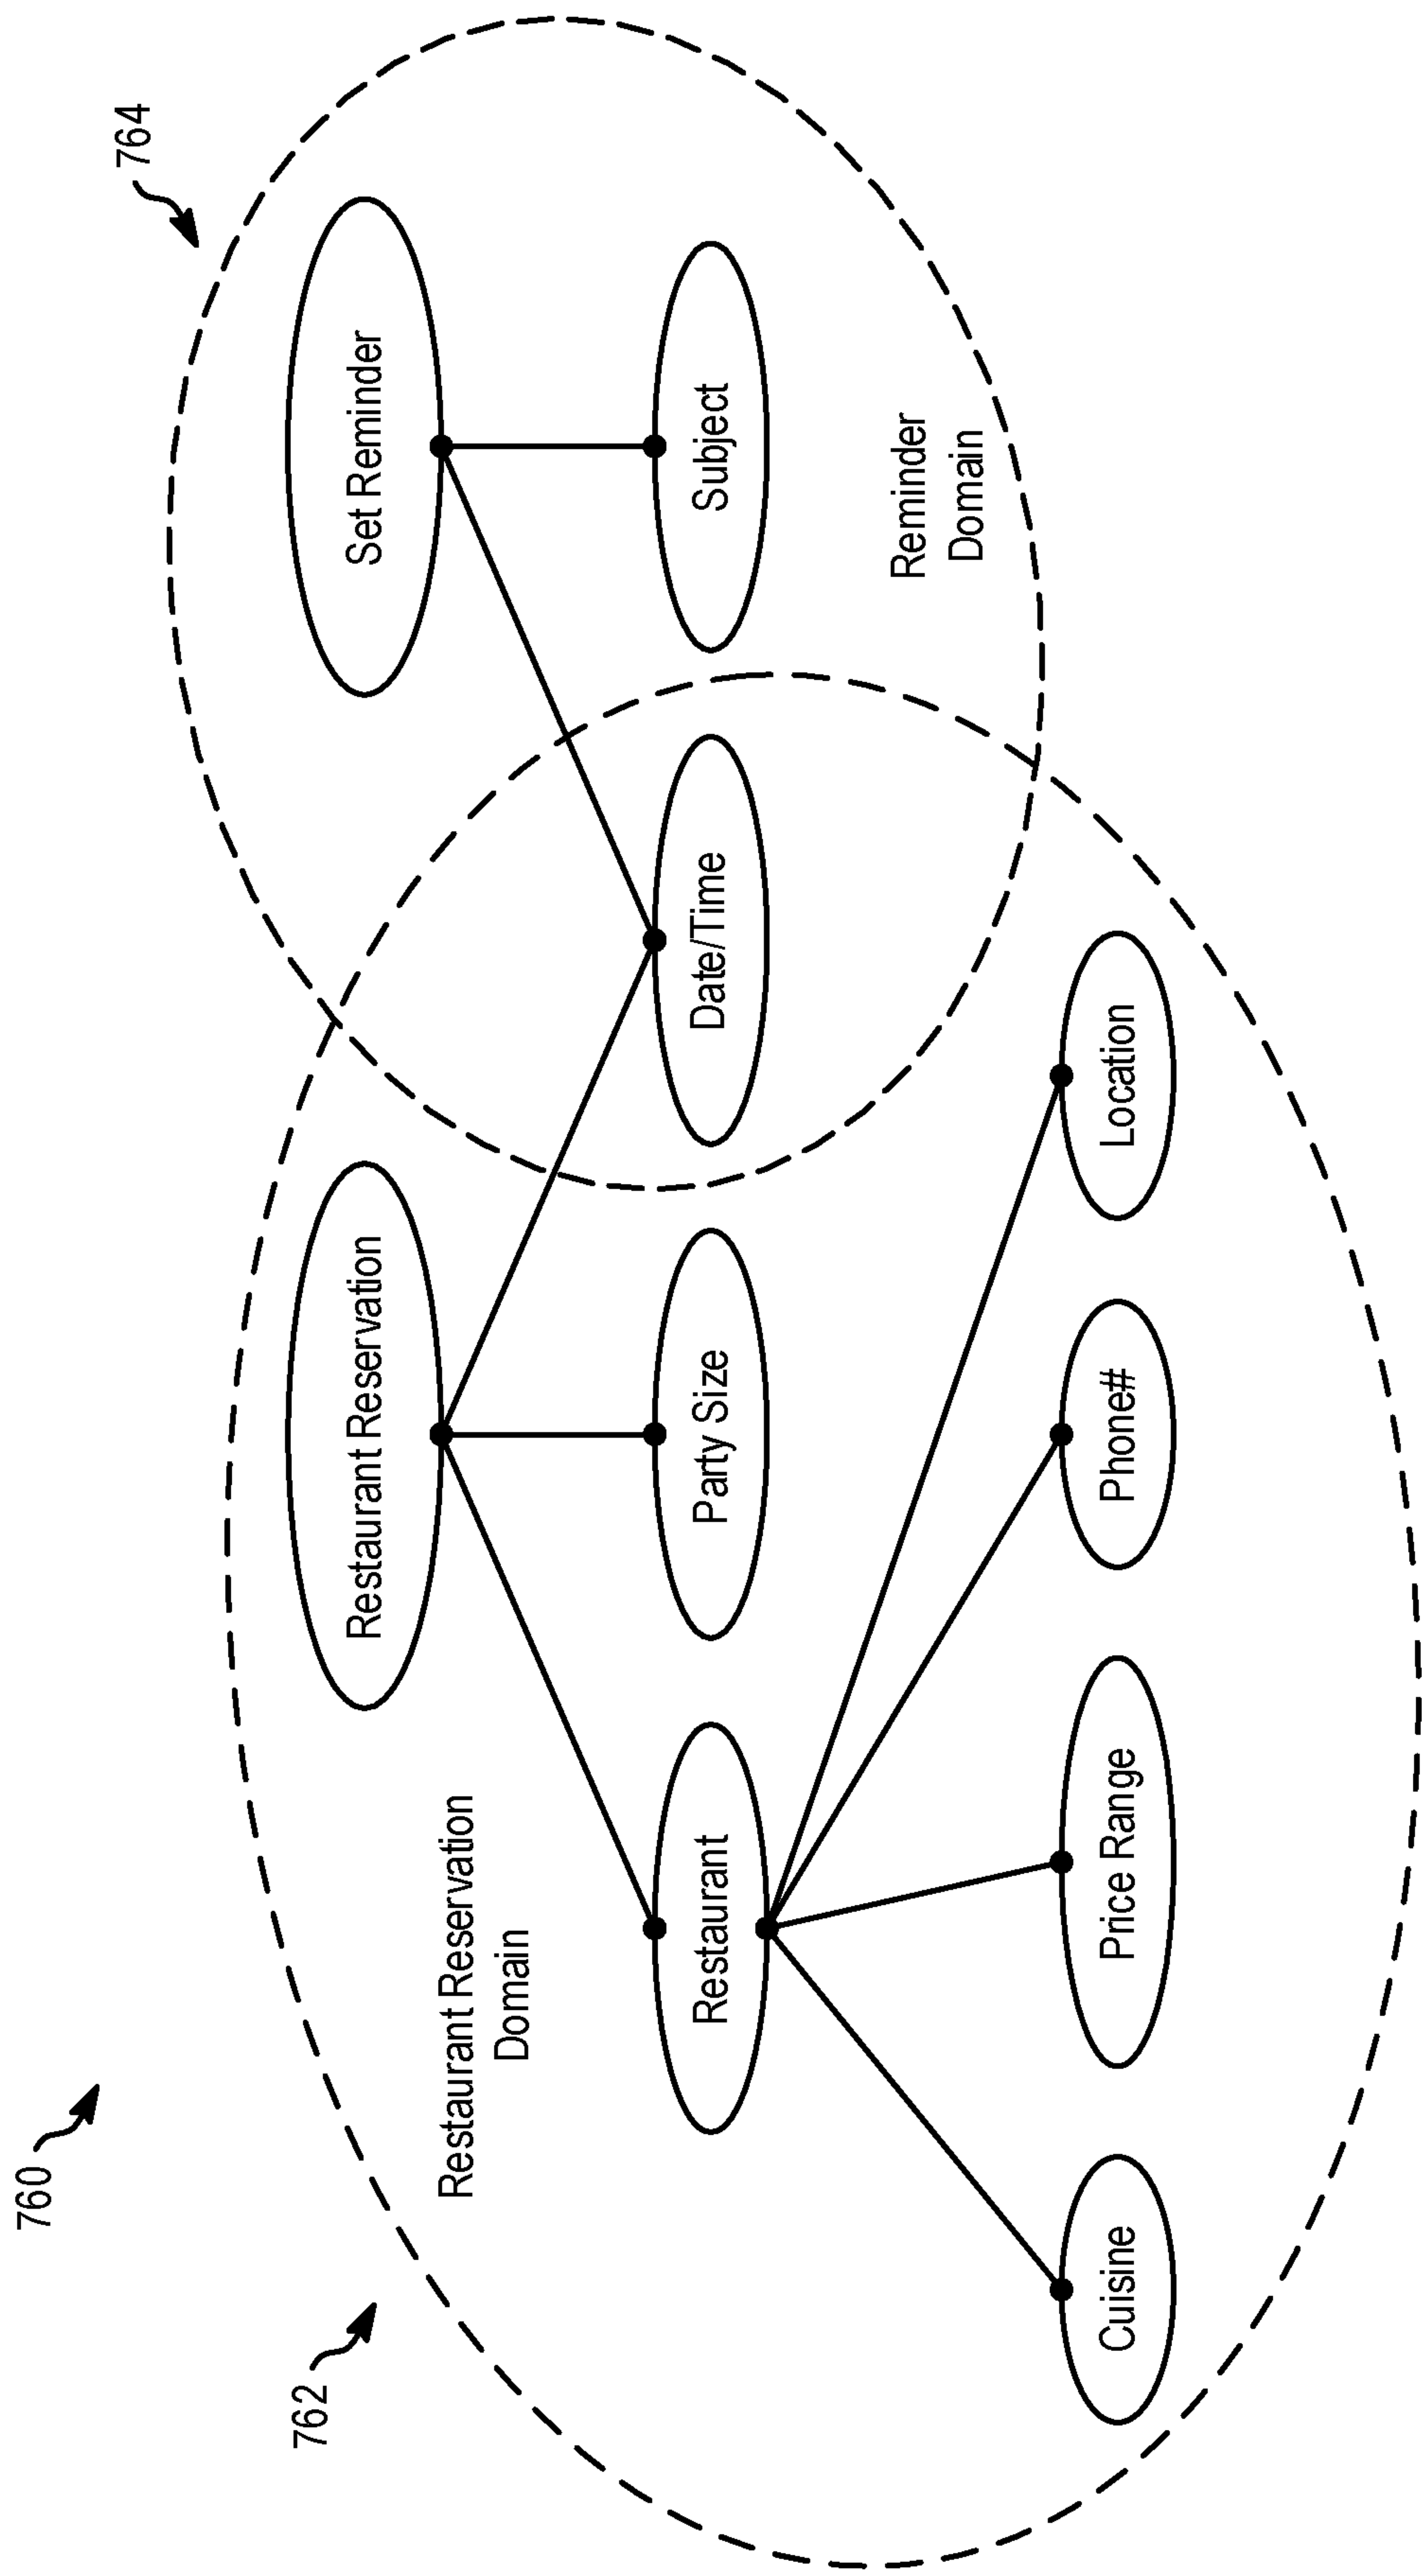 760
762
764
Restaurant Reservation
Set Reminder
Restaurant Reservation
Domain
Restaurant
Party Size
Date/Time
Subject
Reminder
Domain
Cuisine
Price Range
Phone#
Location